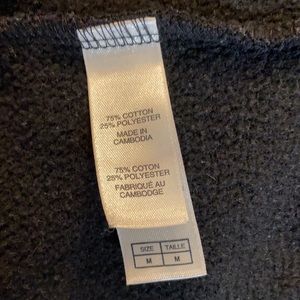 75% COTTON
25% POLYESTER
MADE IN
CAMBODIA
75% COTON
25% POLYESTER
FABRIQUÉ AU
CAMBODGE
SIZE TAILLE
M M